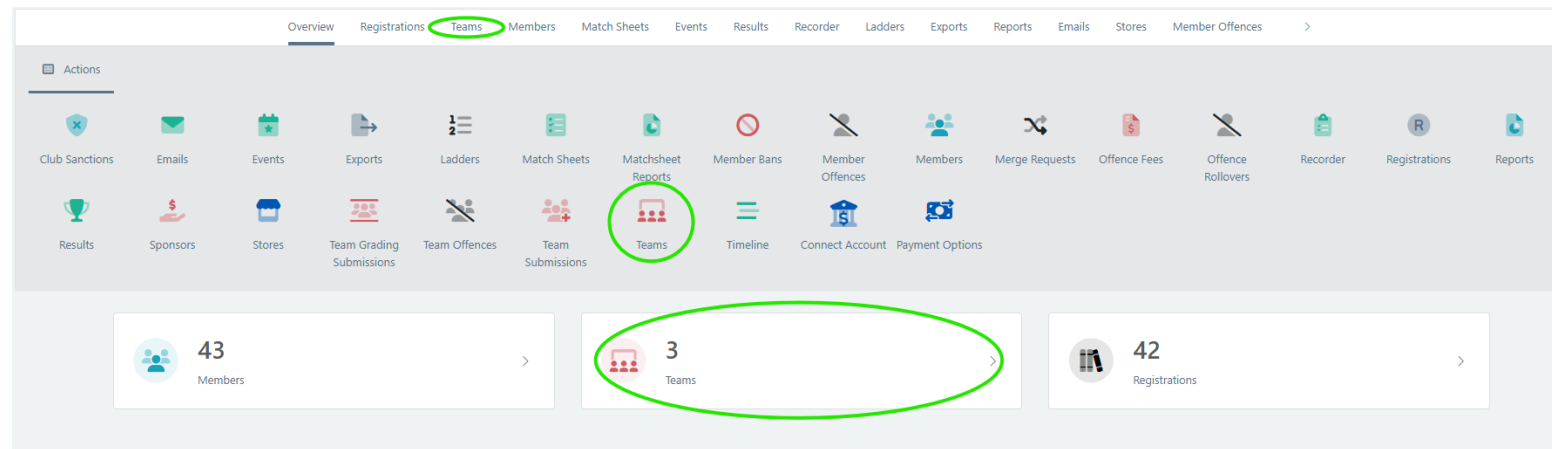 Overview Registrations Teams Members Match Sheets Events Results Recorder Ladders Exports Reports Emails Stores Member Offences
Actions
Club Sanctions Emails Events Exports Ladders Match Sheets Matchsheet Reports Member Bans Member Offences Members Merge Requests Offence Fees Offence Rollovers Recorder Registrations Reports
Results Sponsors Stores Team Grading Submissions Team Offences Team Submissions Teams Timeline Connect Account Payment Options
43
Members
3
Teams
42
Registrations